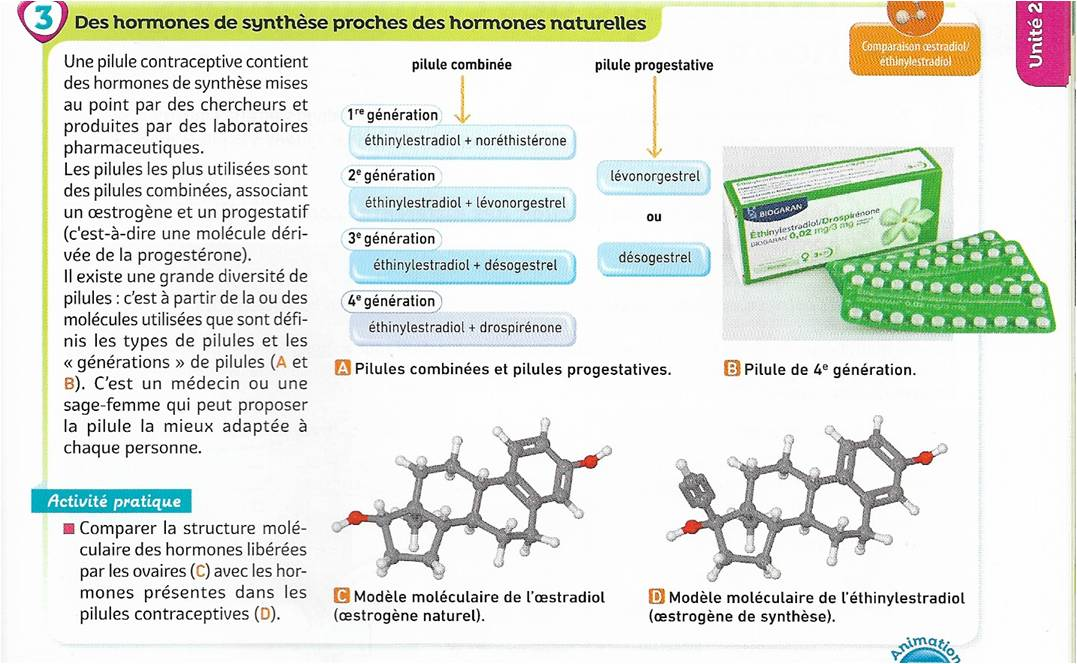 3
Des hormones de synthèse proches des hormones naturelles
Unité 2
Comparaison œstradiol/
éthinylestradiol
Une pilule contraceptive contient
des hormones de synthèse mises
au point par des chercheurs et
produites par des laboratoires
pharmaceutiques.
Les pilules les plus utilisées sont
des pilules combinées, associant
un œstrogène et un progestatif
(c'est-à-dire une molécule déri-
vée de la progestérone).
Il existe une grande diversité de
pilules : c'est à partir de la ou des
molécules utilisées que sont défi-
nis les types de pilules et les
« générations » de pilules (A et
B). C'est un médecin ou une
sage-femme qui peut proposer
la pilule la mieux adaptée à
chaque personne.
Activité pratique
■ Comparer la structure molé-
culaire des hormones libérées
par les ovaires (C) avec les hor-
mones présentes dans les
pilules contraceptives (D).
pilule combinée
1re génération
éthinylestradiol + noréthistérone
2e génération
éthinylestradiol + lévonorgestrel
3e génération
éthinylestradiol + désogestrel
4e génération
éthinylestradiol + drospirénone
pilule progestative
lévonorgestrel
ou
désogestrel
A Pilules combinées et pilules progestatives.
BIOGARAN
Éthinylestradiol/Drospirénone
BIOGARAN 0,02 mg/3 mg
B Pilule de 4e génération.
C Modèle moléculaire de l'œstradiol
(œstrogène naturel).
D Modèle moléculaire de l'éthinylestradiol
(œstrogène de synthèse).
Animation